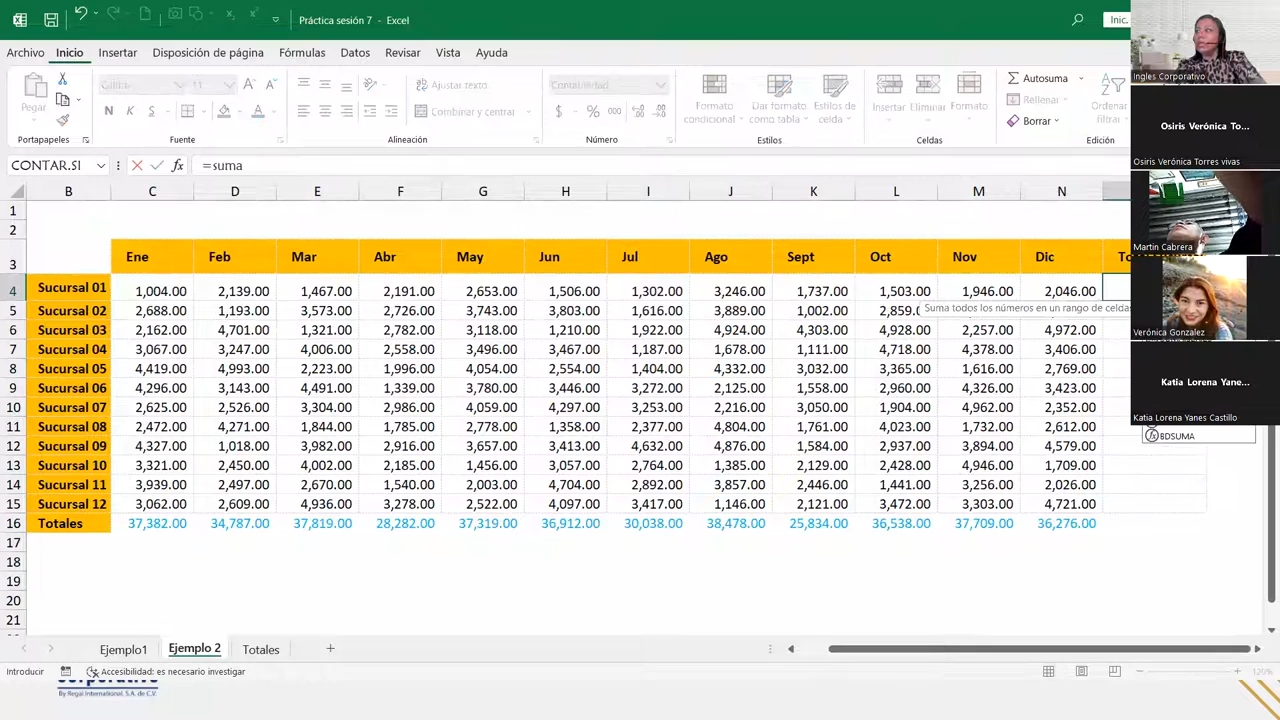 Práctica sesión 7 - Excel
Inic.
Archivo Inicio Insertar Disposición de página Fórmulas Datos Revisar Vista Ayuda
Pegar
N K S
Combinar y centrar
Formato condicional
Dar formato como tabla
Estilos de celda
Insertar Eliminar Formato
Autosuma
Rellenar
Borrar
Ordenar
Portapapeles Fuente Alineación Número Estilos Celdas Edición
CONTAR.SI =suma
B C D E F G H I J K L M N
1
2
3 Ene Feb Mar Abr May Jun Jul Ago Sept Oct Nov Dic
4 Sucursal 01 1,004.00 2,139.00 1,467.00 2,191.00 2,653.00 1,506.00 1,302.00 3,246.00 1,737.00 1,503.00 1,946.00 2,046.00
Suma todos los números en un rango de celdas
5 Sucursal 02 2,688.00 1,193.00 3,573.00 2,726.00 3,743.00 3,803.00 1,616.00 3,889.00 1,002.00 2,859.0
6 Sucursal 03 2,162.00 4,701.00 1,321.00 2,782.00 3,118.00 1,210.00 1,922.00 4,924.00 4,303.00 4,928.00 2,257.00 4,972.00
7 Sucursal 04 3,067.00 3,247.00 4,006.00 2,558.00 3,496.00 3,467.00 1,187.00 1,111.00 4,718.00 4,378.00 3,406.00
8 Sucursal 05 4,419.00 4,993.00 2,223.00 1,996.00 4,054.00 2,554.00 1,404.00 4,332.00 3,032.00 3,365.00 1,616.00 2,769.00
9 Sucursal 06 4,296.00 3,143.00 4,491.00 1,339.00 3,446.00 3,272.00 2,125.00 1,558.00 2,960.00 4,326.00 3,423.00
10 Sucursal 07 2,625.00 2,526.00 3,304.00 2,986.00 4,059.00 4,297.00 3,253.00 2,216.00 3,050.00 1,904.00 4,962.00 2,352.00
11 Sucursal 08 2,472.00 4,271.00 1,844.00 1,785.00 1,358.00 2,377.00 4,804.00 1,761.00 4,023.00 1,732.00 2,612.00
12 Sucursal 09 4,327.00 1,018.00 3,982.00 2,916.00 2,657.00 3,413.00 4,632.00 1,584.00 2,937.00 3,894.00 4,579.00
13 Sucursal 10 3,321.00 2,450.00 4,002.00 2,185.00 1,456.00 3,057.00 2,764.00 1,385.00 2,129.00 2,428.00 4,946.00 1,709.00
14 Sucursal 11 3,939.00 2,497.00 2,670.00 1,540.00 2,003.00 4,704.00 2,892.00 3,857.00 2,446.00 1,441.00 3,256.00 2,026.00
15 Sucursal 12 3,062.00 2,609.00 4,936.00 3,278.00 4,097.00 3,417.00 2,121.00 3,472.00 3,303.00 4,721.00
16 Totales 37,382.00 34,787.00 37,819.00 28,282.00 37,319.00 36,912.00 30,038.00 38,478.00 25,834.00 36,538.00 37,709.00 36,276.00
17
18
19
20
21
BDSUMA
Ejemplo1 Ejemplo 2 Totales
Introducir Accesibilidad: es necesario investigar 120%
By Regal International, S.A. de C.V.
Ingles Corporativo
Osiris Verónica To...
Osiris Verónica Torres vivas
Martin Cabrera
Verónica Gonzalez
Katia Lorena Yane...
Katia Lorena Yanes Castillo